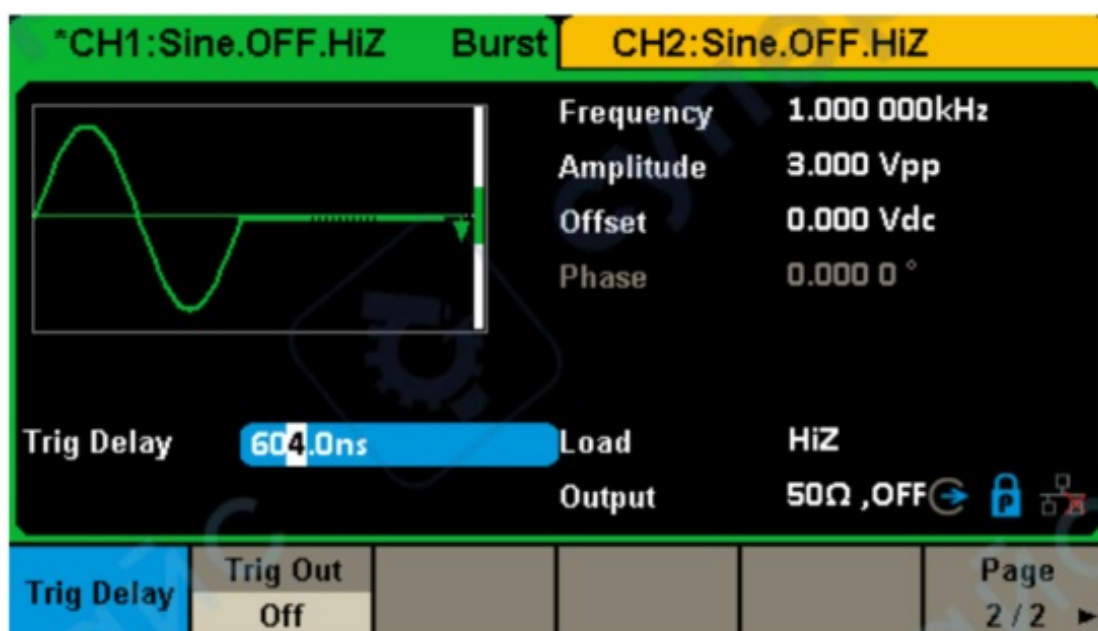 *CH1:Sine.OFF.HiZ Burst CH2:Sine.OFF.HiZ
Frequency 1.000 000kHz
Amplitude 3.000 Vpp
Offset 0.000 Vdc
Phase 0.000 0 °
Trig Delay 604.0ns Load HiZ
Output 50Ω ,OFF P
Trig Delay Trig Out Page
Off 2 / 2